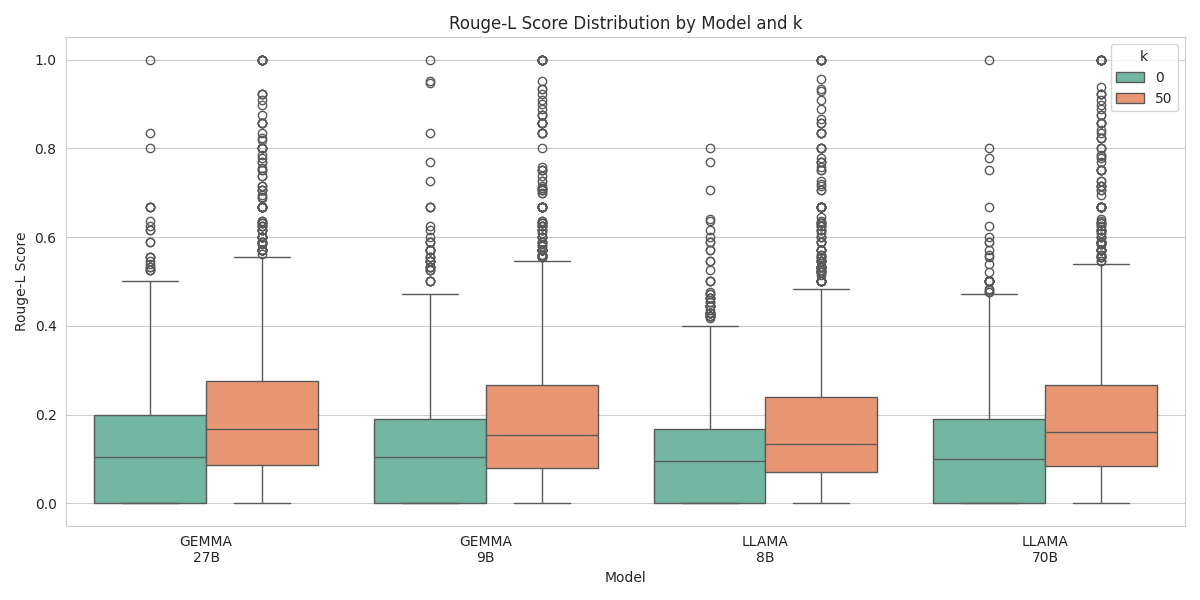 Rouge-L Score Distribution by Model and k
Rouge-L Score
1.0
0.8
0.6
0.4
0.2
0.0
k
0
50
GEMMA
27B
GEMMA
9B
LLAMA
8B
LLAMA
70B
Model